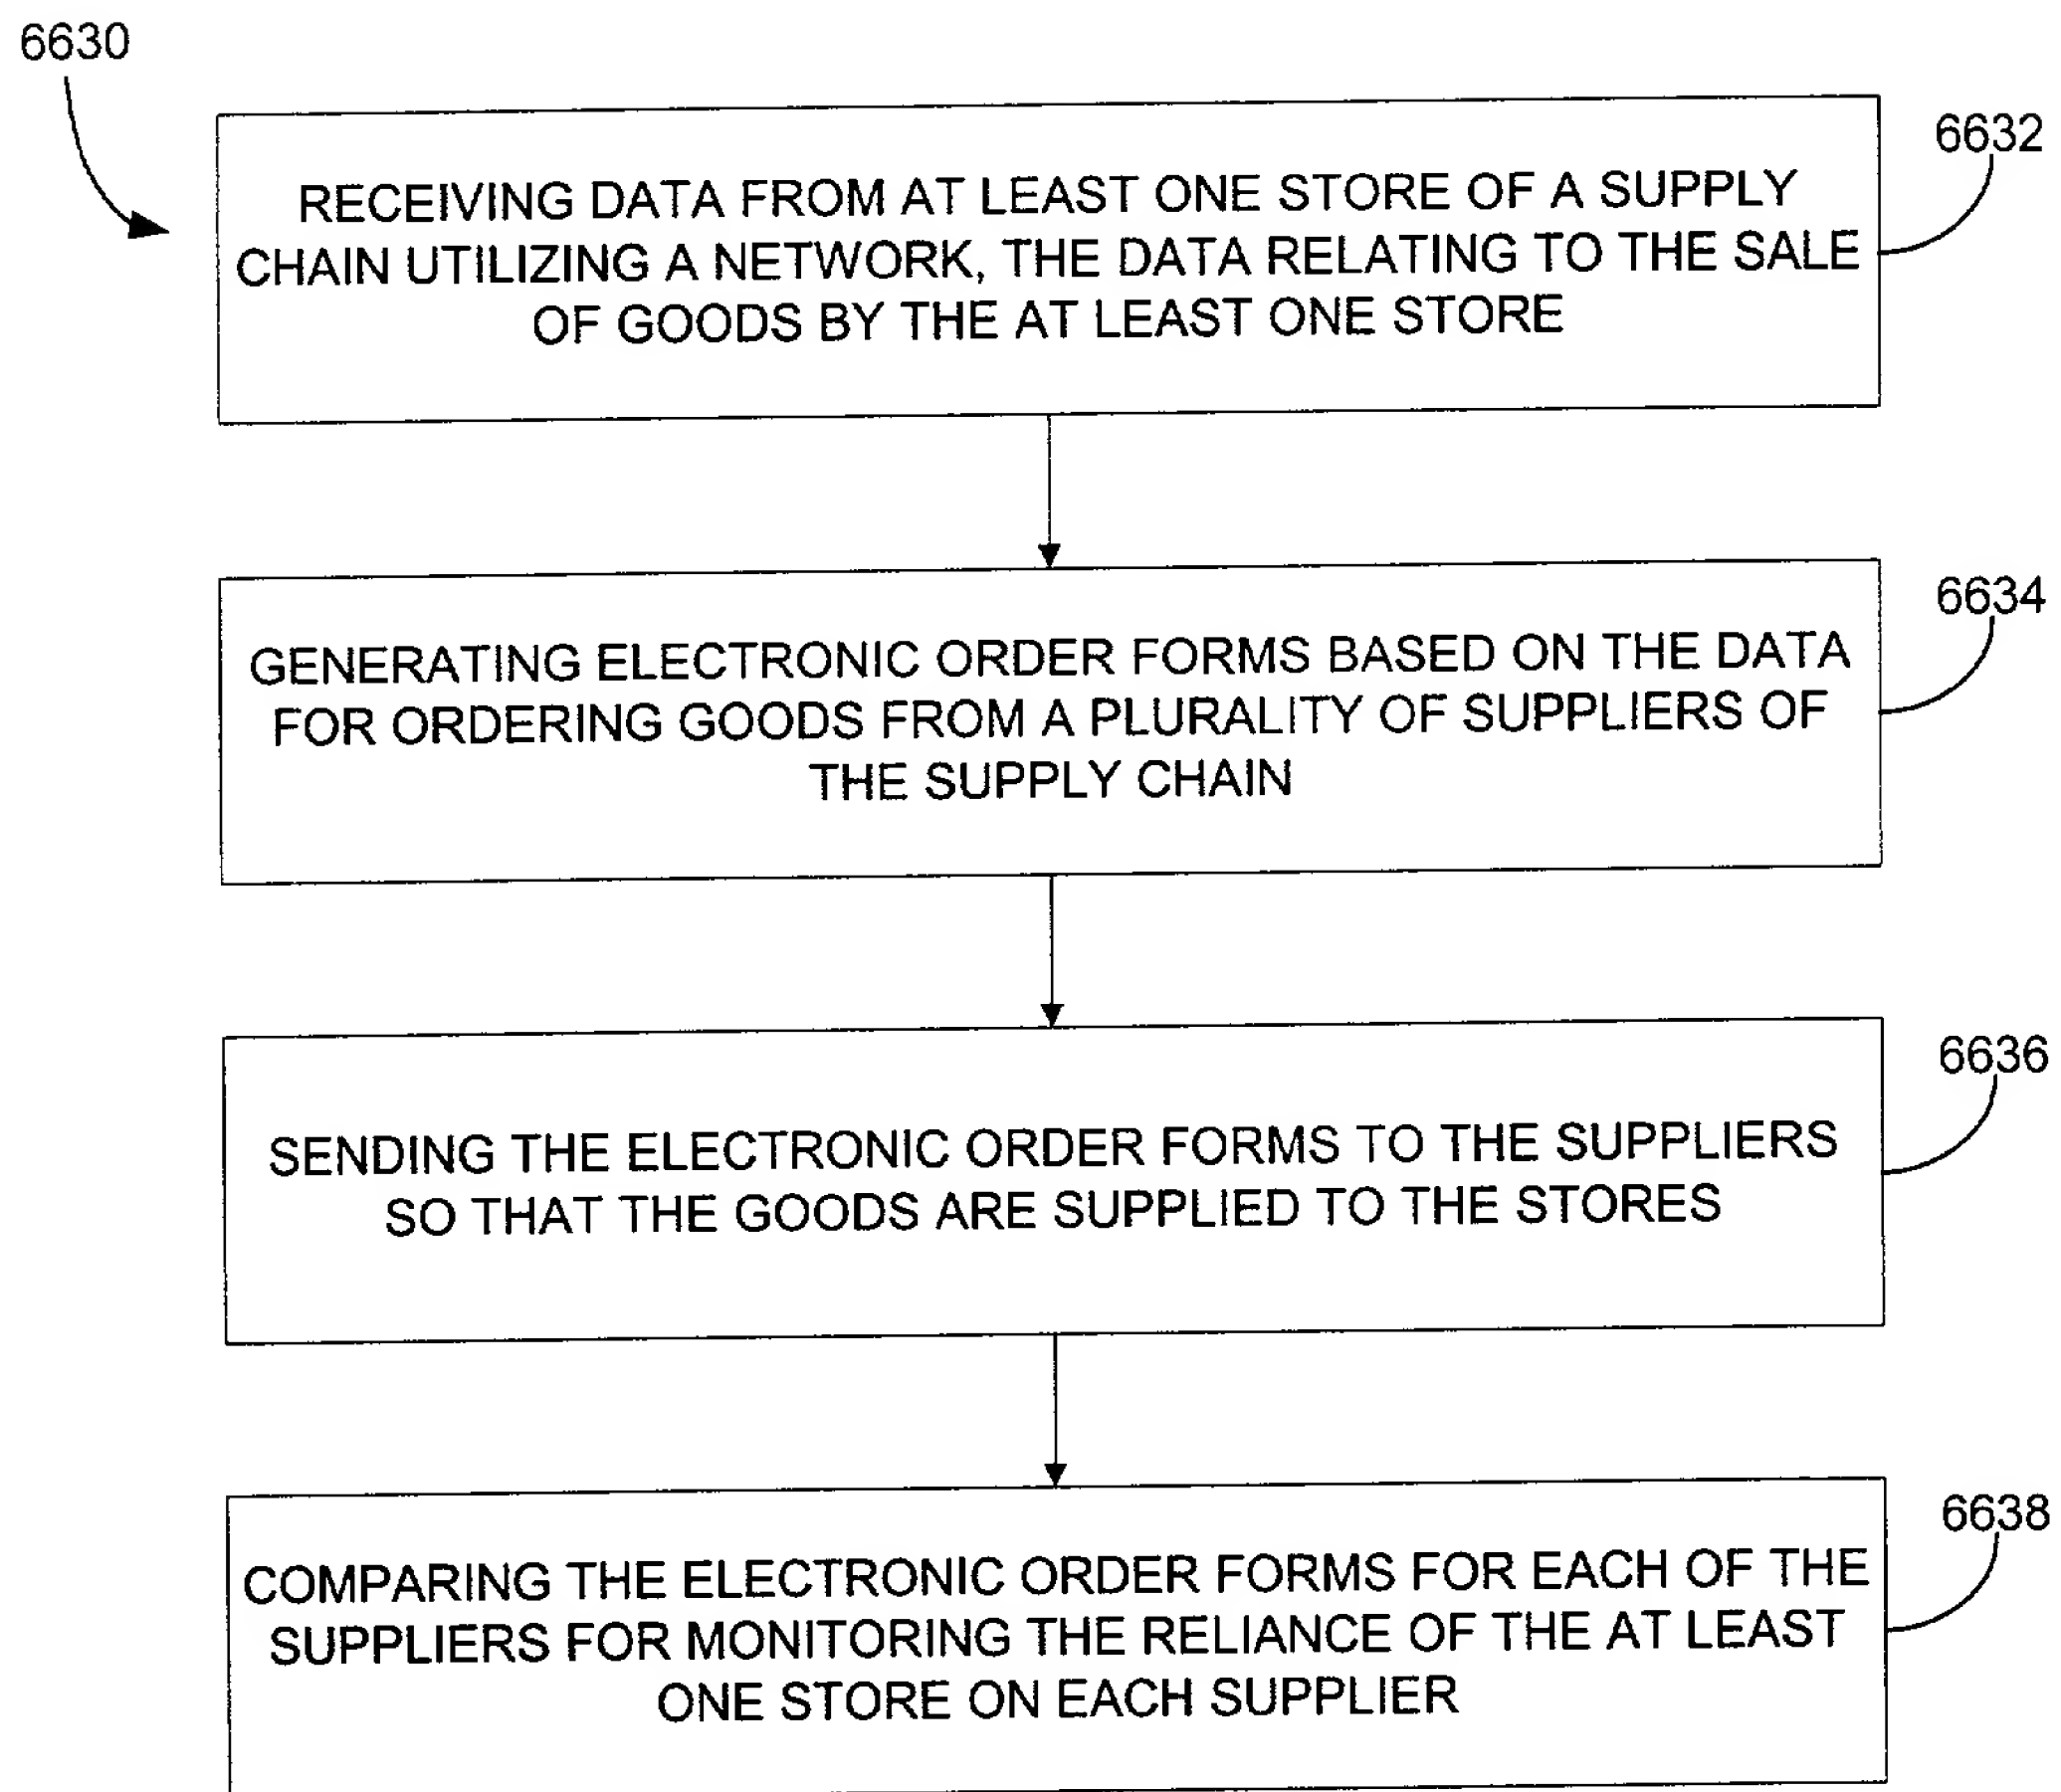 6630
6632
RECEIVING DATA FROM AT LEAST ONE STORE OF A SUPPLY
CHAIN UTILIZING A NETWORK, THE DATA RELATING TO THE SALE
OF GOODS BY THE AT LEAST ONE STORE
6634
GENERATING ELECTRONIC ORDER FORMS BASED ON THE DATA
FOR ORDERING GOODS FROM A PLURALITY OF SUPPLIERS OF
THE SUPPLY CHAIN
6636
SENDING THE ELECTRONIC ORDER FORMS TO THE SUPPLIERS
SO THAT THE GOODS ARE SUPPLIED TO THE STORES
6638
COMPARING THE ELECTRONIC ORDER FORMS FOR EACH OF THE
SUPPLIERS FOR MONITORING THE RELIANCE OF THE AT LEAST
ONE STORE ON EACH SUPPLIER